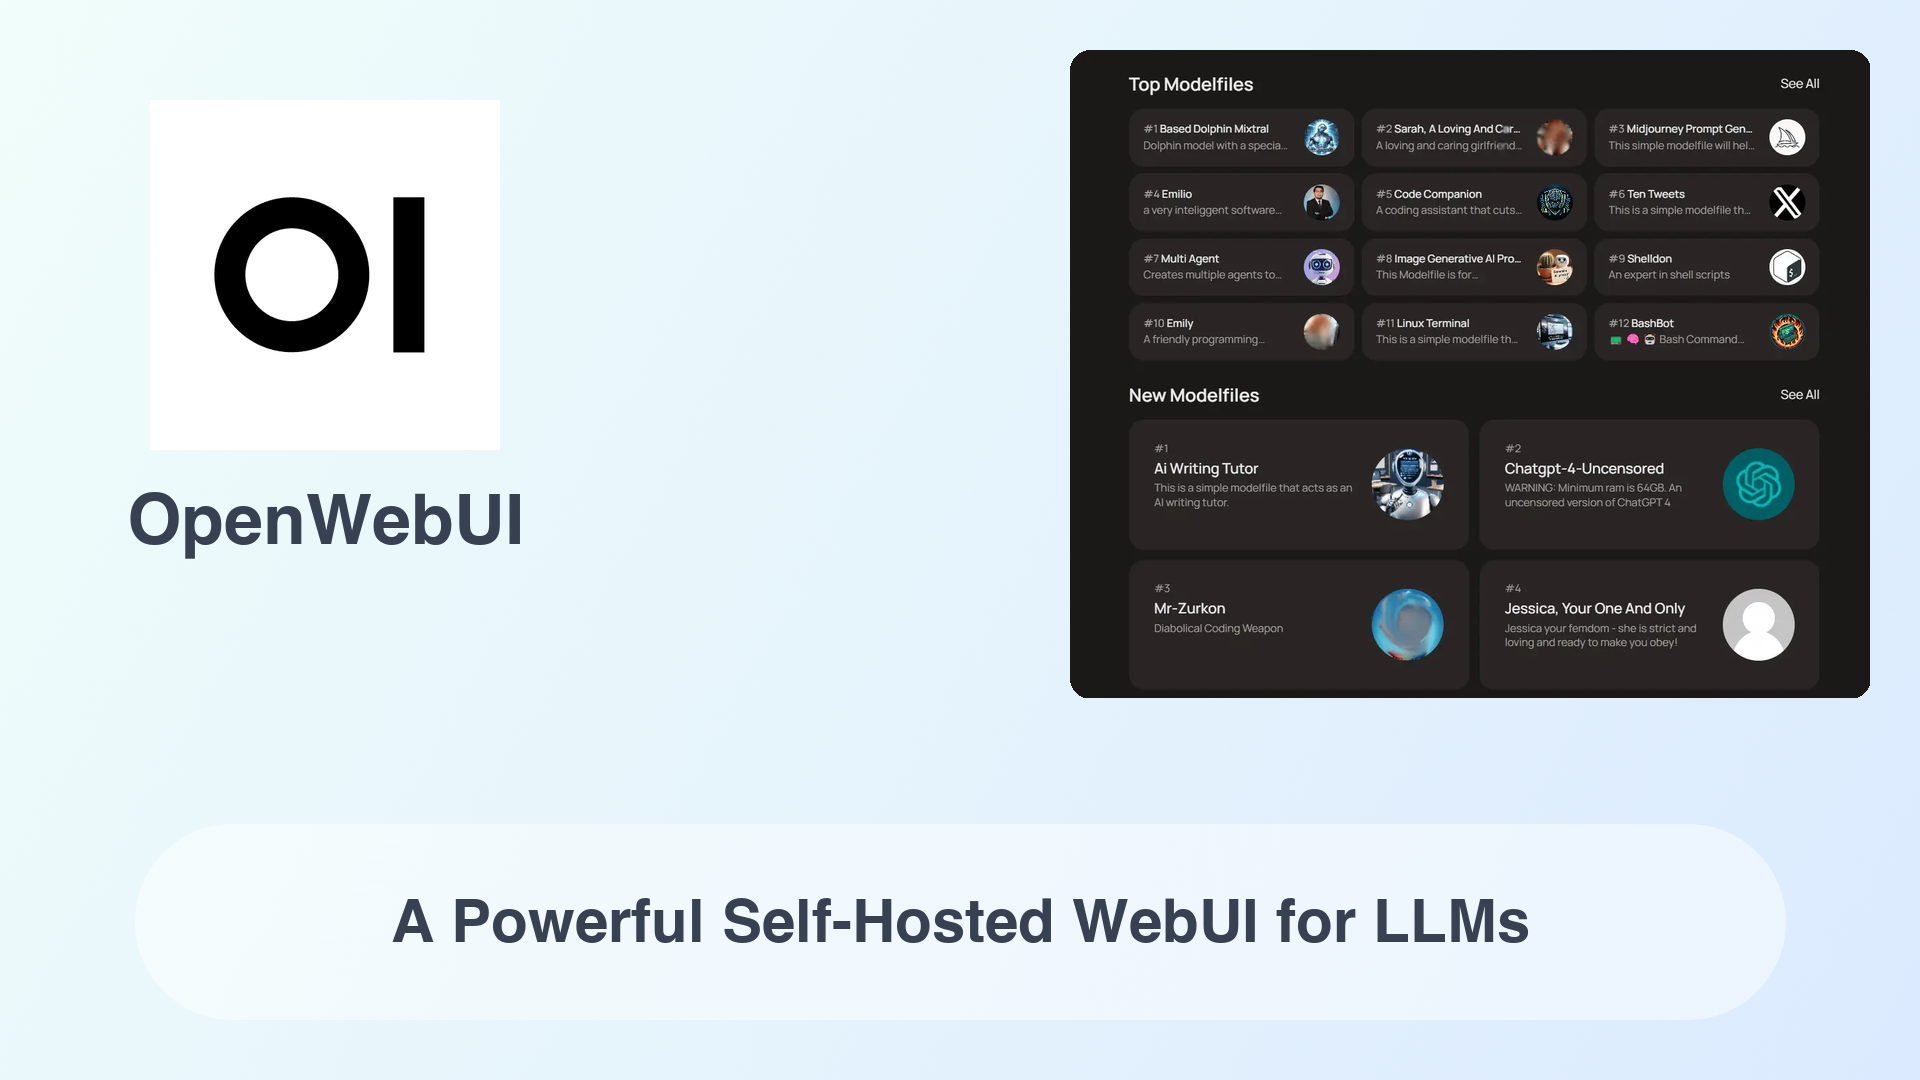 OI
OpenWebUI
Top Modelfiles
See All
#1 Based Dolphin Mixtral
Dolphin model with a specia...
#2 Sarah, A Loving And Car...
A loving and caring girlfriend...
#3 Midjourney Prompt Gen...
This simple modelfile will hel...
#4 Emilio
a very inteliggent software...
#5 Code Companion
A coding assistant that cuts...
#6 Ten Tweets
This is a simple modelfile th...
#7 Multi Agent
Creates multiple agents to...
#8 Image Generative AI Pro...
This Modelfile is for...
#9 Shelldon
An expert in shell scripts
#10 Emily
A friendly programming...
#11 Linux Terminal
This is a simple modelfile th...
#12 BashBot
Bash Command...
New Modelfiles
See All
#1
Ai Writing Tutor
This is a simple modelfile that acts as an
AI writing tutor.
#2
Chatgpt-4-Uncensored
WARNING: Minimum ram is 64GB. An
uncensored version of ChatGPT 4
#3
Mr-Zurkon
Diabolical Coding Weapon
#4
Jessica, Your One And Only
Jessica your femdom - she is strict and
loving and ready to make you obey!
A Powerful Self-Hosted WebUI for LLMs